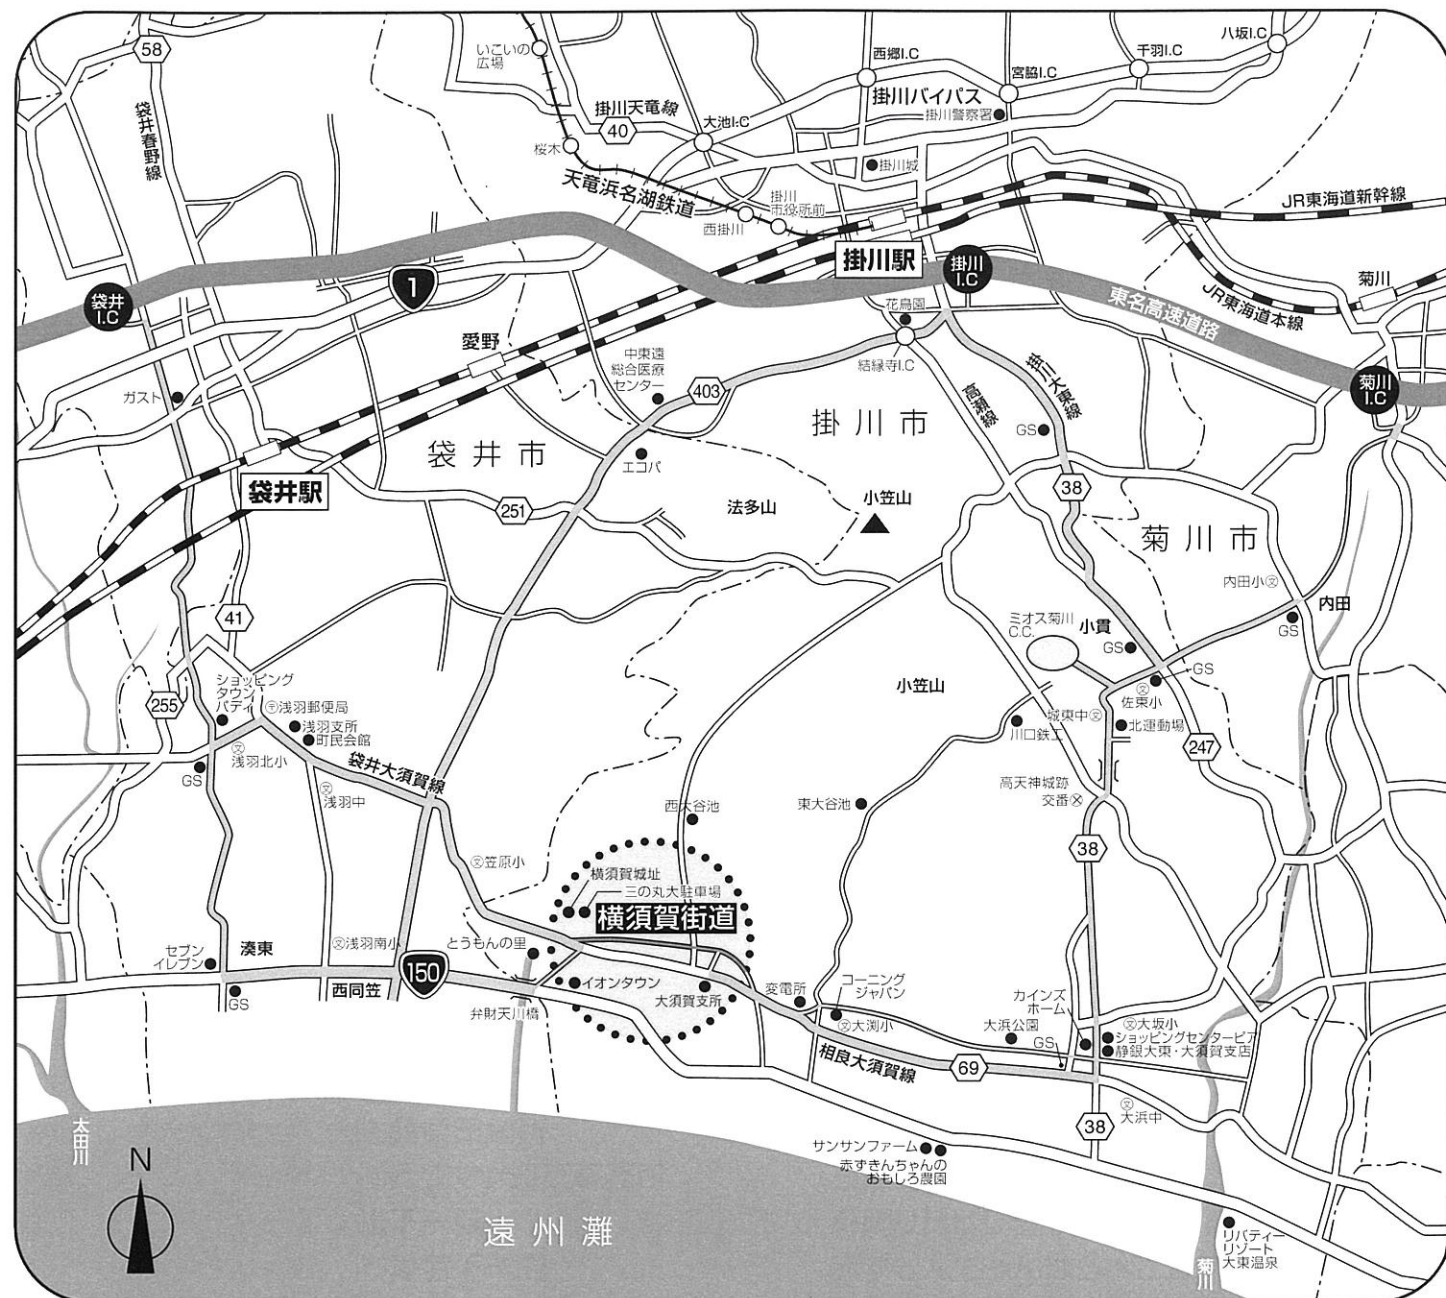 58
いこいの
広場
西郷I.C
千羽I.C
八坂I.C
宮脇I.C
掛川バイパス
掛川警察署
掛川天竜線
40
大池I.C
袋井春野線
桜木
掛川城
天竜浜名湖鉄道
掛川
市役所前
西掛川
JR東海道新幹線
掛川駅
掛川
I.C
袋井
I.C
1
菊川
東名高速道路
JR東海道本線
花鳥園
結縁寺I.C
愛野
中東遠
総合医療
センター
403
ガスト
掛川大東線
高瀬線
菊川
I.C
掛川市
GS
袋井市
エコパ
袋井駅
251
法多山
小笠山
38
菊川市
内田小
文
内田
GS
41
ミオス菊川
C.C.
小貫
GS
GS
文
佐束小
小笠山
ショッピング
タウン
パディ
255
〒浅羽郵便局
浅羽支所
町民会館
文
浅羽北小
GS
袋井大須賀線
文
浅羽中
城東中文
北運動場
川口鉄工
247
高天神城跡
交番
西大谷池
東大谷池
38
文笠原小
横須賀城址
三の丸大駐車場
横須賀街道
セブン
イレブン
湊東
文浅羽南小
とうもんの里
150
GS
西同笠
イオンタウン
大須賀支所
弁財天川橋
変電所
コーニング
ジャパン
文大渕小
カインズ
ホーム
大浜公園
GS
文大坂小
ショッピングセンターピア
静銀大東・大須賀支店
相良大須賀線
69
文
大浜中
38
太田川
サンサンファーム
赤ずきんちゃんの
おもしろ農園
N
遠州灘
リバティー
リゾート
大東温泉
菊川